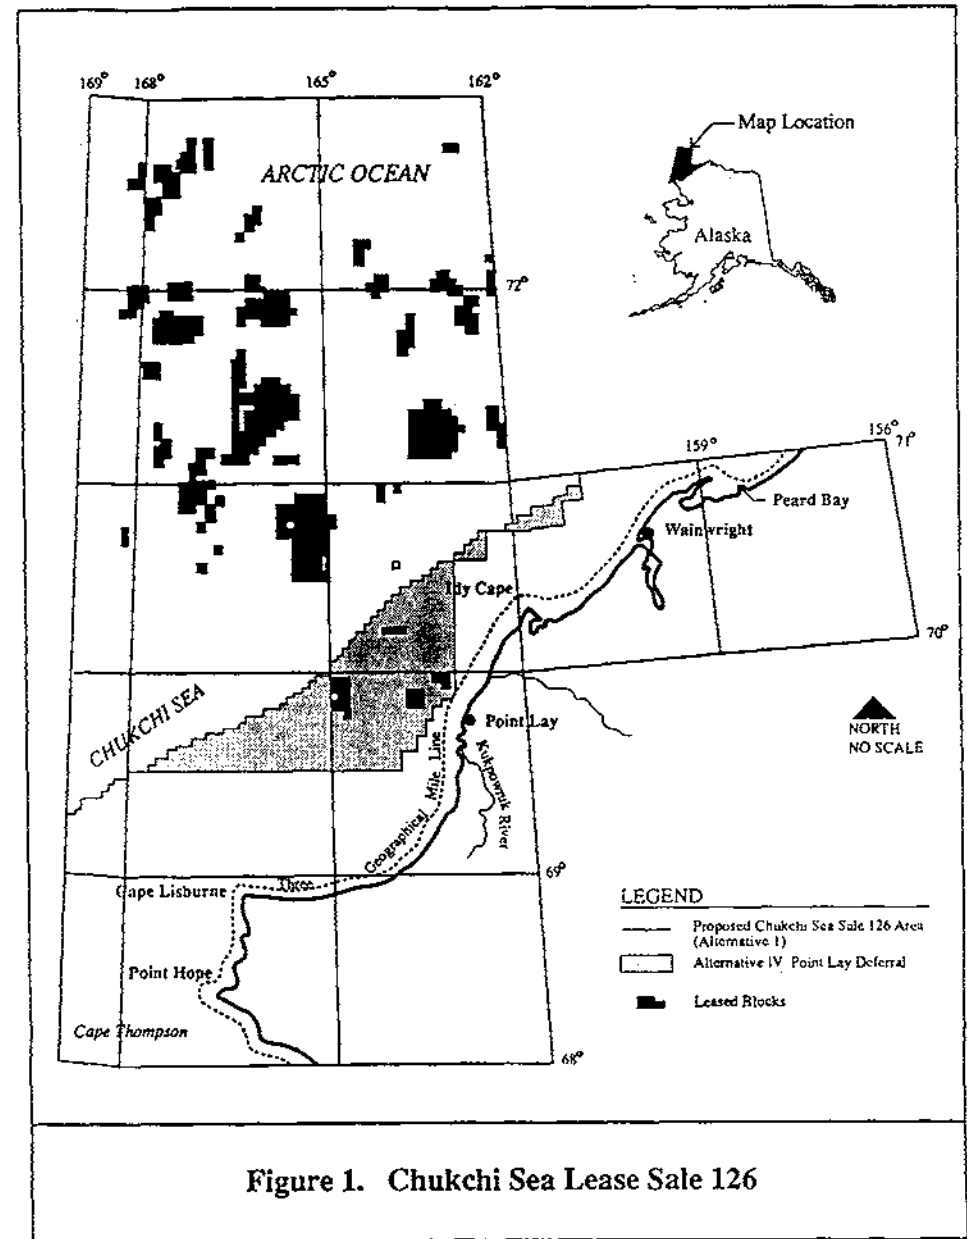 169° 168° 165° 162°
Map Location
ARCTIC OCEAN
Alaska
72°
156°
71°
159°
Peard Bay
Wainwright
Icy Cape
70°
CHUKCHI SEA
Point Lay
NORTH
NO SCALE
Kukpowruk River
Three Geographical Mile Line
69°
Cape Lisburne
LEGEND
Proposed Chukchi Sea Sale 126 Area
(Alternative 1)
Alternative IV Point Lay Deferral
Leased Blocks
Point Hope
Cape Thompson
68°
Figure 1. Chukchi Sea Lease Sale 126